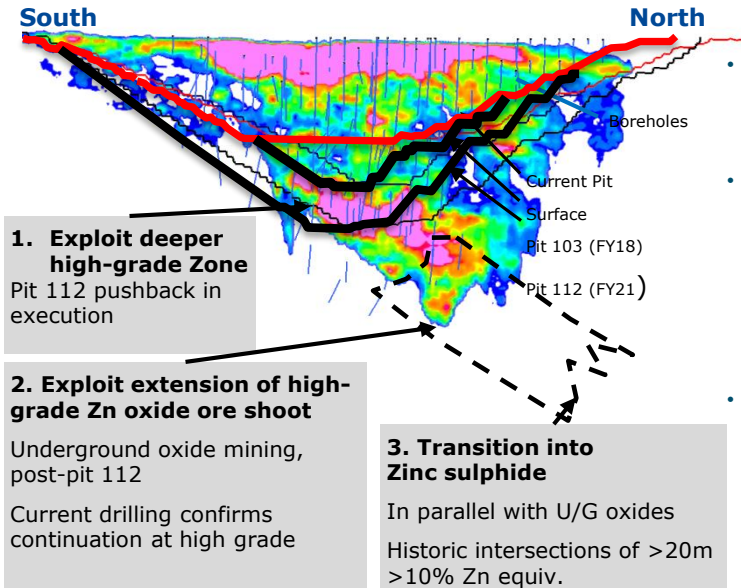 South
North
Boreholes
Current Pit
Surface
Pit 103 (FY18)
Pit 112 (FY21)
1. Exploit deeper
high-grade Zone
Pit 112 pushback in
execution
2. Exploit extension of high-
grade Zn oxide ore shoot
Underground oxide mining,
post-pit 112
Current drilling confirms
continuation at high grade
3. Transition into
Zinc sulphide
In parallel with U/G oxides
Historic intersections of >20m
>10% Zn equiv.